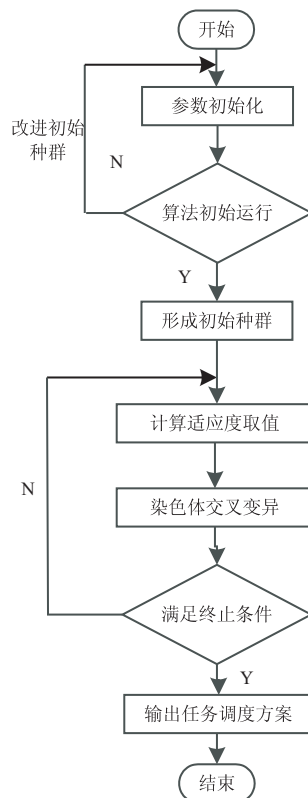 开始
参数初始化
改进初始
种群
N
算法初始运行
Y
形成初始种群
计算适应度取值
N
染色体交叉变异
满足终止条件
Y
输出任务调度方案
结束